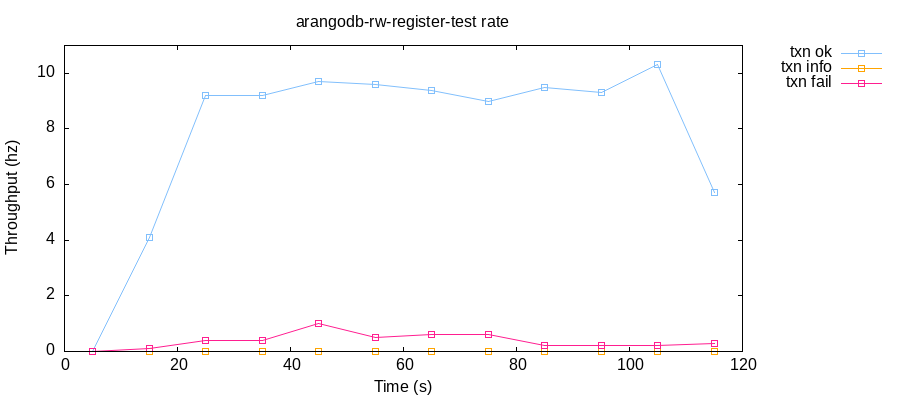 arangodb-rw-register-test rate
txn ok
txn info
txn fail
Throughput (hz)
10
8
6
4
2
0
0 20 40 60 80 100 120
Time (s)